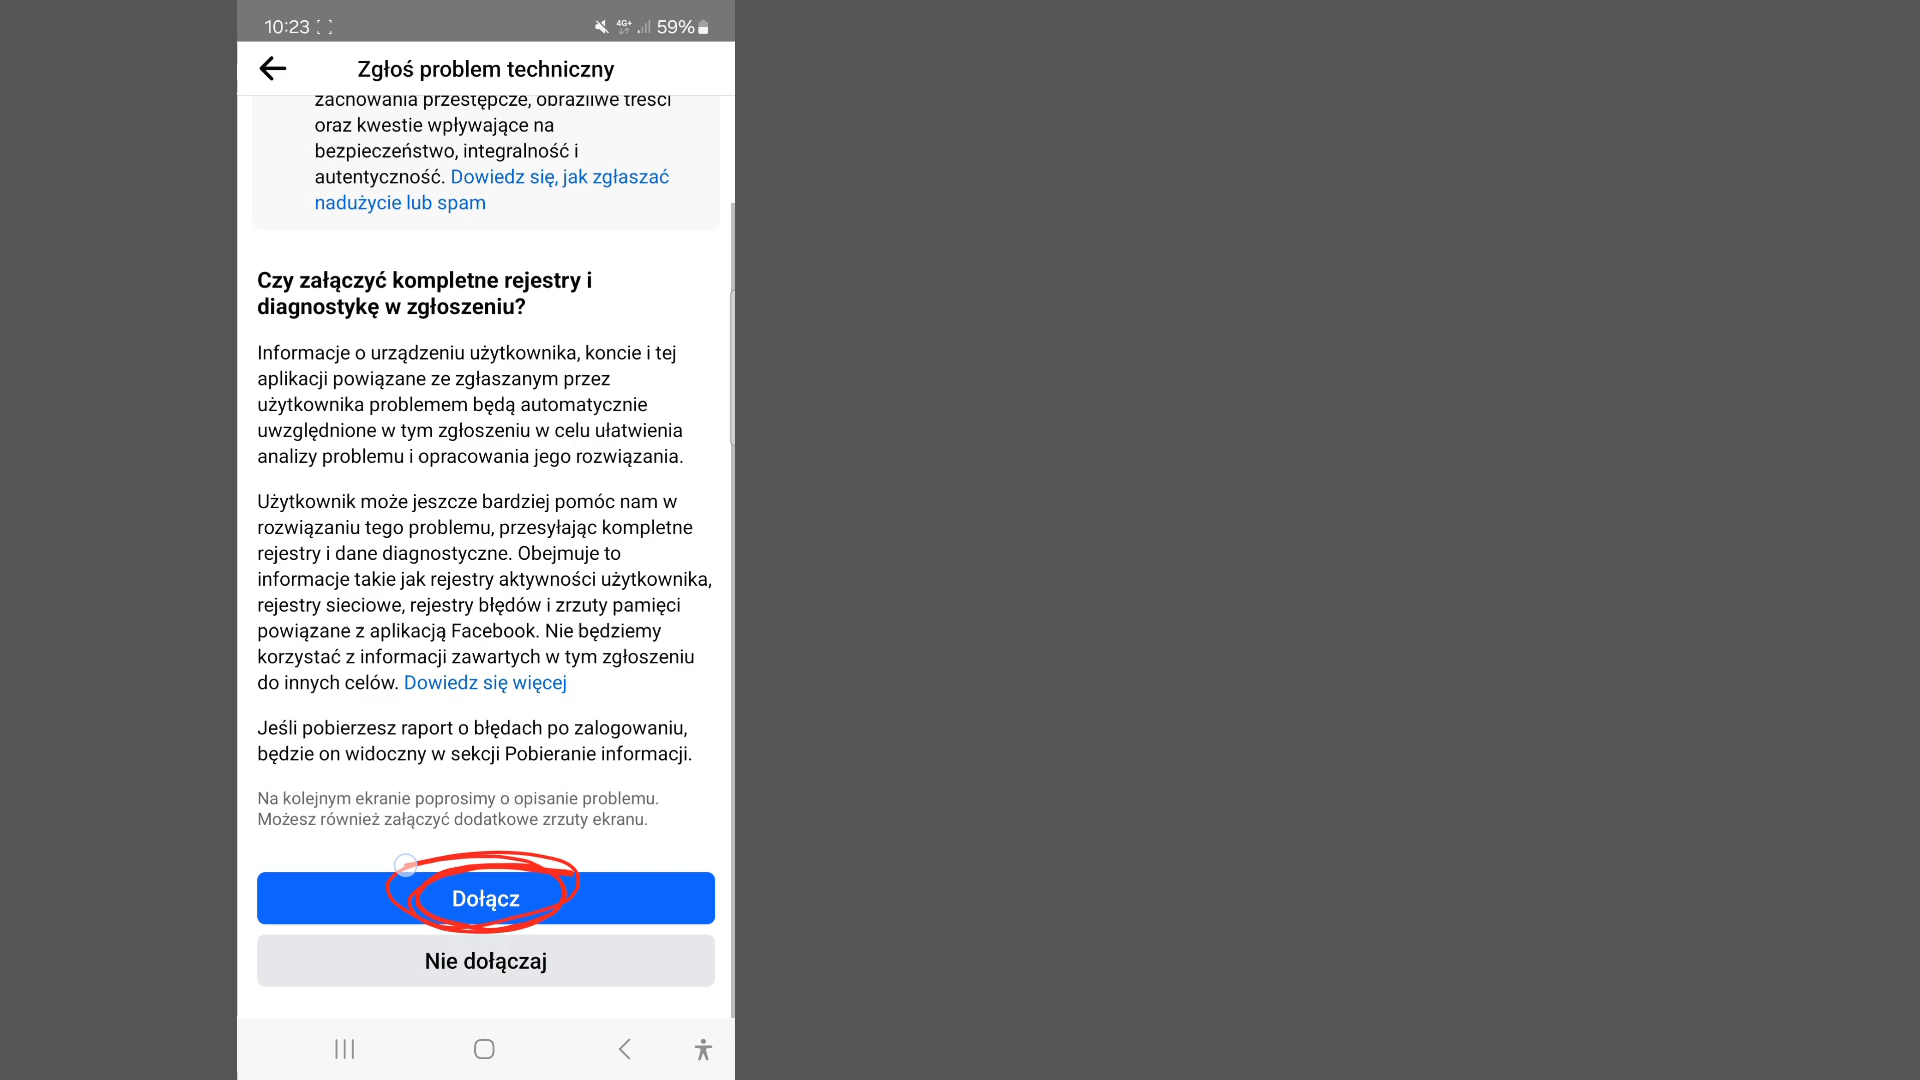 10:23
4G+
59%
Zgłoś problem techniczny
zachowania przestępcze, obraźliwe treści
oraz kwestie wpływające na
bezpieczeństwo, integralność i
autentyczność. Dowiedz się, jak zgłaszać
nadużycie lub spam
Czy załączyć kompletne rejestry i
diagnostykę w zgłoszeniu?
Informacje o urządzeniu użytkownika, koncie i tej
aplikacji powiązane ze zgłaszanym przez
użytkownika problemem będą automatycznie
uwzględnione w tym zgłoszeniu w celu ułatwienia
analizy problemu i opracowania jego rozwiązania.
Użytkownik może jeszcze bardziej pomóc nam w
rozwiązaniu tego problemu, przesyłając kompletne
rejestry i dane diagnostyczne. Obejmuje to
informacje takie jak rejestry aktywności użytkownika,
rejestry sieciowe, rejestry błędów i zrzuty pamięci
powiązane z aplikacją Facebook. Nie będziemy
korzystać z informacji zawartych w tym zgłoszeniu
do innych celów. Dowiedz się więcej
Jeśli pobierzesz raport o błędach po zalogowaniu,
będzie on widoczny w sekcji Pobieranie informacji.
Na kolejnym ekranie poprosimy o opisanie problemu.
Możesz również załączyć dodatkowe zrzuty ekranu.
Dołącz
Nie dołączaj